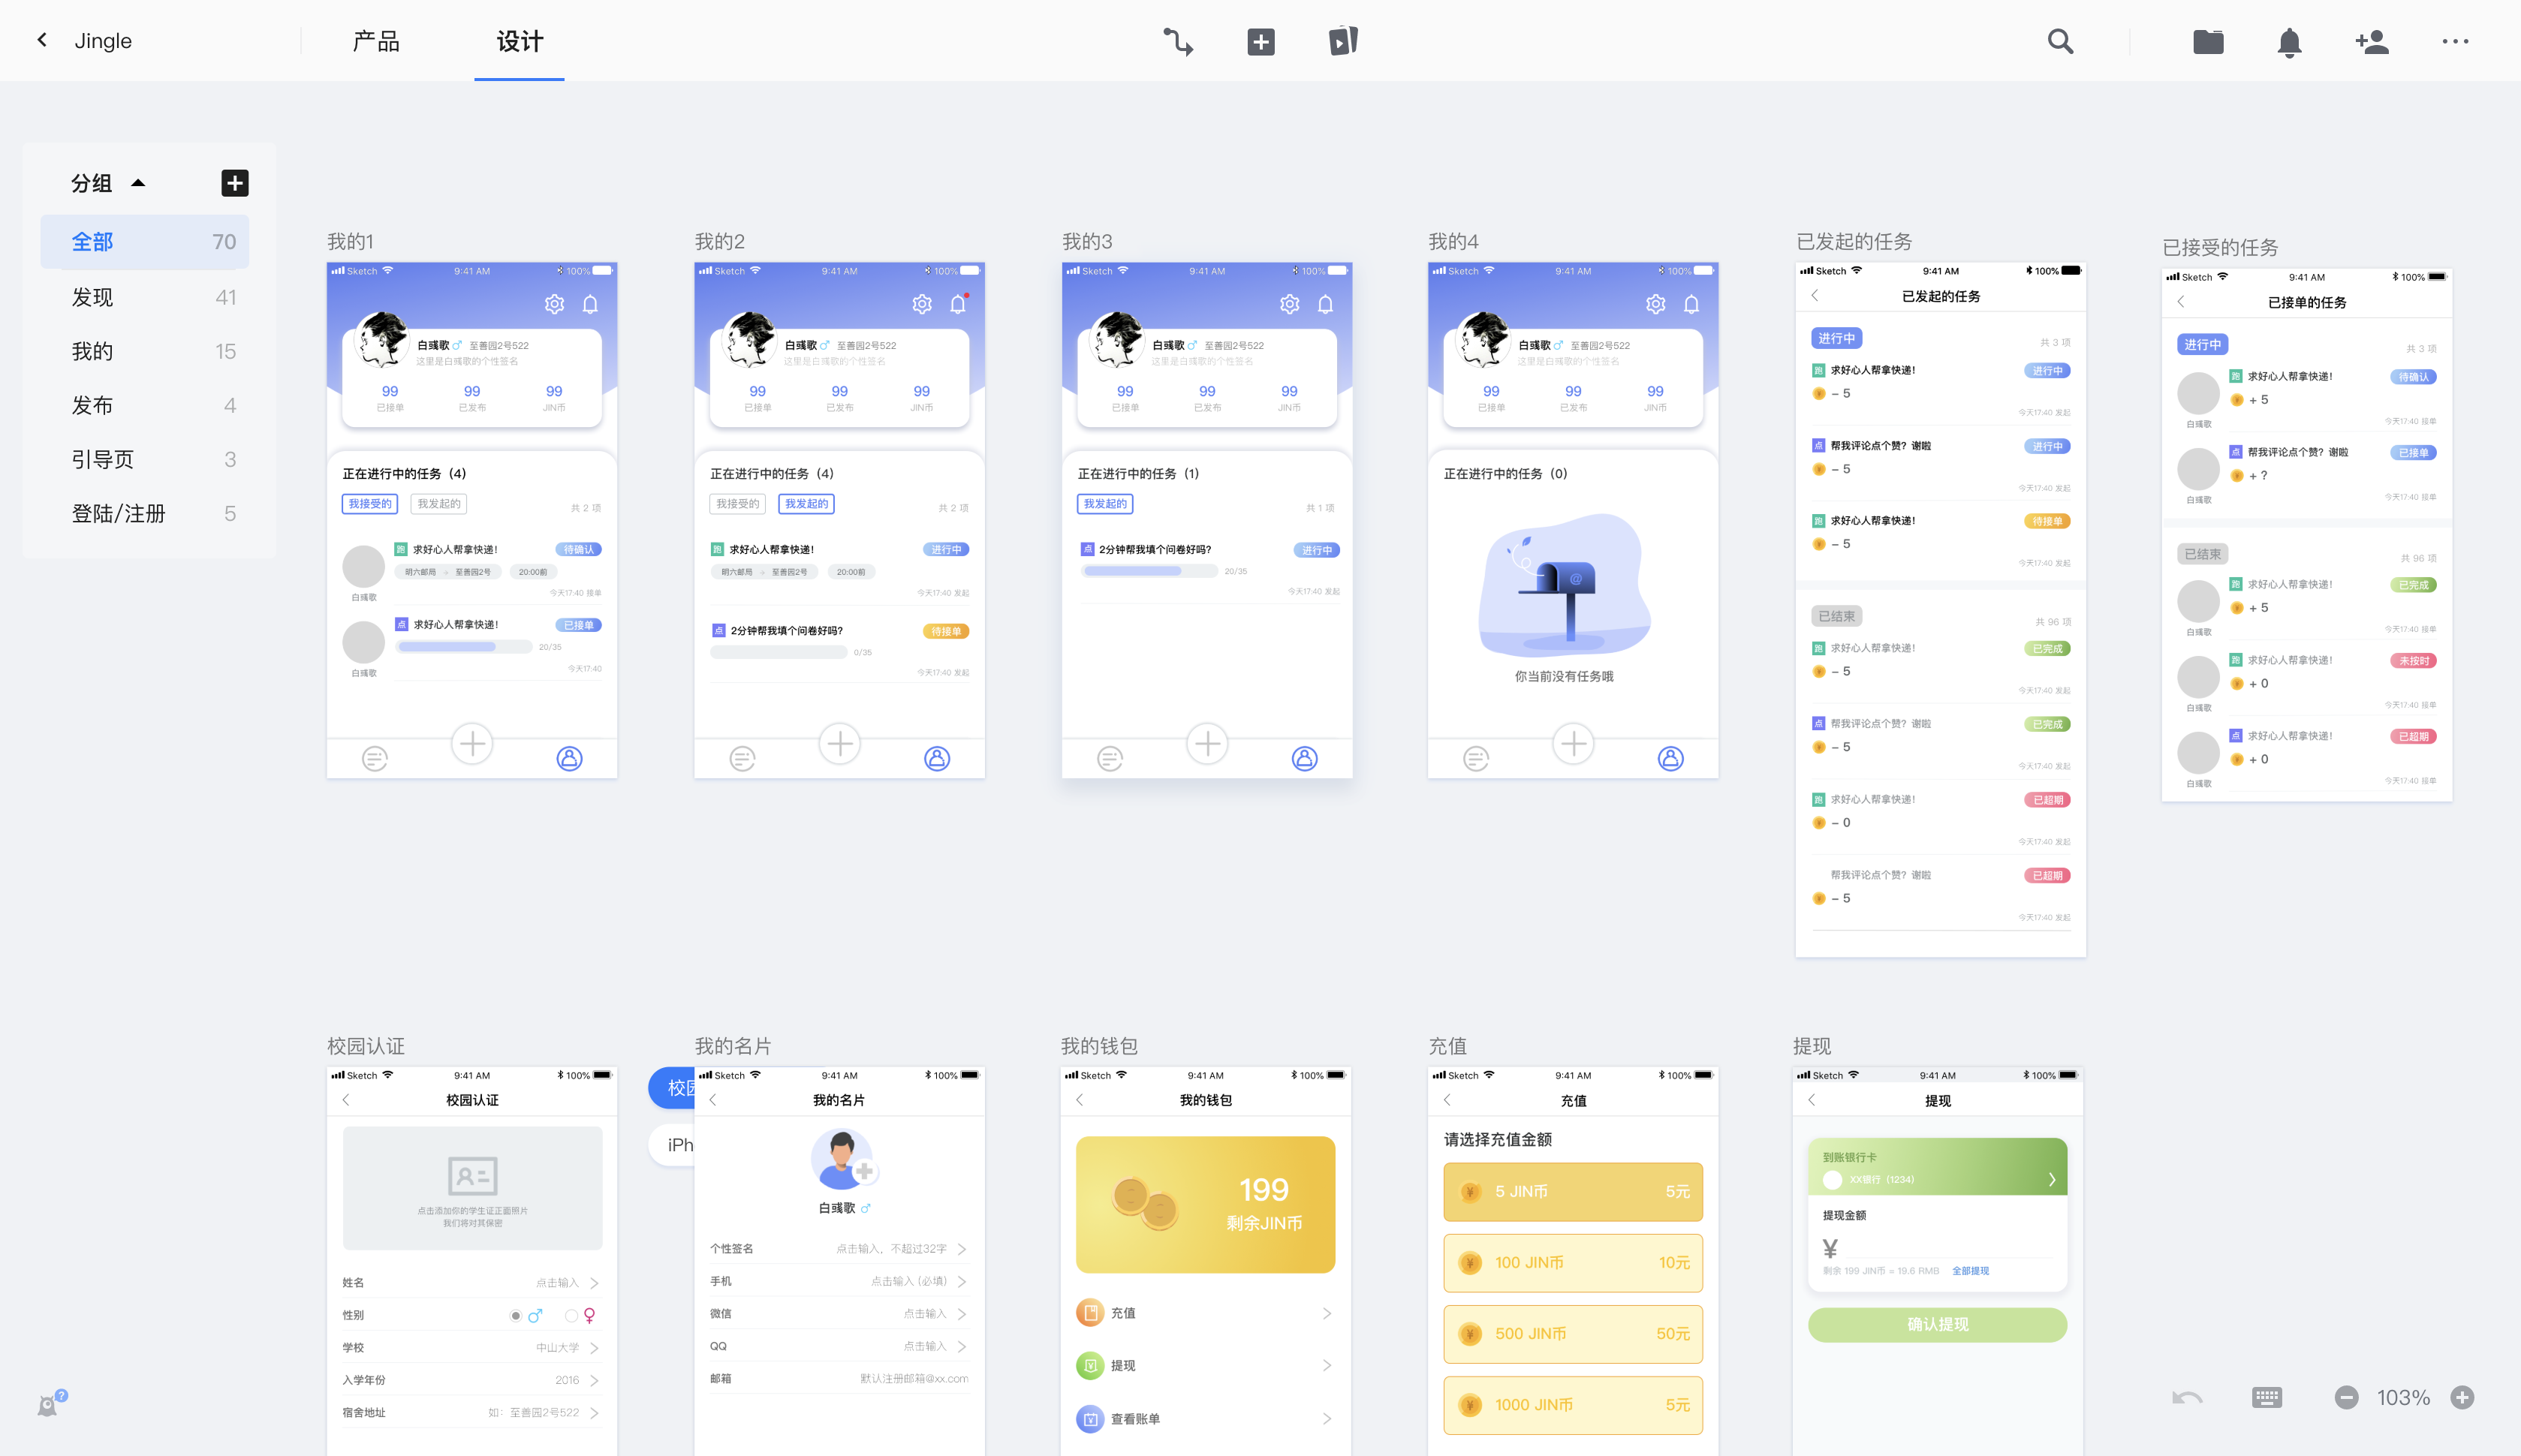 Jingle
产品
设计
分组
全部 70
发现 41
我的 15
发布 4
引导页 3
登陆/注册 5
我的1
Sketch 9:41 AM 100%
白彧歌 至善园2号522
这里是白彧歌的个性签名
99 99 99
已接单 已发布 JIN币
正在进行中的任务（4）
我接受的 我发起的
共 2 项
跑 求好心人帮拿快递！ 待确认
明六邮局 至善园2号 20:00前
今天17:40 接单
白彧歌
点 求好心人帮拿快递！ 已接单
20/35
今天17:40
白彧歌
我的2
Sketch 9:41 AM 100%
白彧歌 至善园2号522
这里是白彧歌的个性签名
99 99 99
已接单 已发布 JIN币
正在进行中的任务（4）
我接受的 我发起的
共 2 项
跑 求好心人帮拿快递！ 进行中
明六邮局 至善园2号 20:00前
今天17:40 发起
点 2分钟帮我填个问卷好吗？ 待接单
0/35
今天17:40 发起
我的3
Sketch 9:41 AM 100%
白彧歌 至善园2号522
这里是白彧歌的个性签名
99 99 99
已接单 已发布 JIN币
正在进行中的任务（1）
我发起的
共 1 项
点 2分钟帮我填个问卷好吗？ 进行中
20/35
今天17:40 发起
我的4
Sketch 9:41 AM 100%
白彧歌 至善园2号522
这里是白彧歌的个性签名
99 99 99
已接单 已发布 JIN币
正在进行中的任务（0）
@
你当前没有任务哦
已发起的任务
Sketch 9:41 AM 100%
已发起的任务
进行中
共 3 项
跑 求好心人帮拿快递！ 进行中
– 5
今天17:40 发起
点 帮我评论点个赞？谢啦 进行中
– 5
今天17:40 发起
跑 求好心人帮拿快递！ 待接单
– 5
今天17:40 发起
已结束
共 96 项
跑 求好心人帮拿快递！ 已完成
– 5
今天17:40 发起
点 帮我评论点个赞？谢啦 已完成
– 5
今天17:40 发起
跑 求好心人帮拿快递！ 已超期
– 0
今天17:40 发起
帮我评论点个赞？谢啦 已超期
– 5
今天17:40 发起
已接受的任务
Sketch 9:41 AM 100%
已接单的任务
进行中
共 3 项
跑 求好心人帮拿快递！ 待确认
+ 5
今天17:40 接单
白彧歌
点 帮我评论点个赞？谢啦 已接单
+ ?
今天17:40 接单
白彧歌
已结束
共 96 项
跑 求好心人帮拿快递！ 已完成
+ 5
今天17:40 接单
白彧歌
跑 求好心人帮拿快递！ 未按时
+ 0
今天17:40 接单
白彧歌
点 求好心人帮拿快递！ 已超期
+ 0
今天17:40 接单
白彧歌
校园认证
Sketch 9:41 AM 100%
校园认证
点击添加你的学生证正面照片
我们将对其保密
姓名 点击输入
性别
学校 中山大学
入学年份 2016
宿舍地址 如：至善园2号522
校园
iPh
我的名片
Sketch 9:41 AM 100%
我的名片
白彧歌
个性签名 点击输入，不超过32字
手机 点击输入 (必填)
微信 点击输入
QQ 点击输入
邮箱 默认注册邮箱@xx.com
我的钱包
Sketch 9:41 AM 100%
我的钱包
199
剩余JIN币
充值
提现
查看账单
充值
Sketch 9:41 AM 100%
充值
请选择充值金额
¥ 5 JIN币 5元
¥ 100 JIN币 10元
¥ 500 JIN币 50元
¥ 1000 JIN币 5元
提现
Sketch 9:41 AM 100%
提现
到账银行卡
XX银行（1234）
提现金额
¥
剩余 199 JIN币 = 19.6 RMB 全部提现
确认提现
?
103%